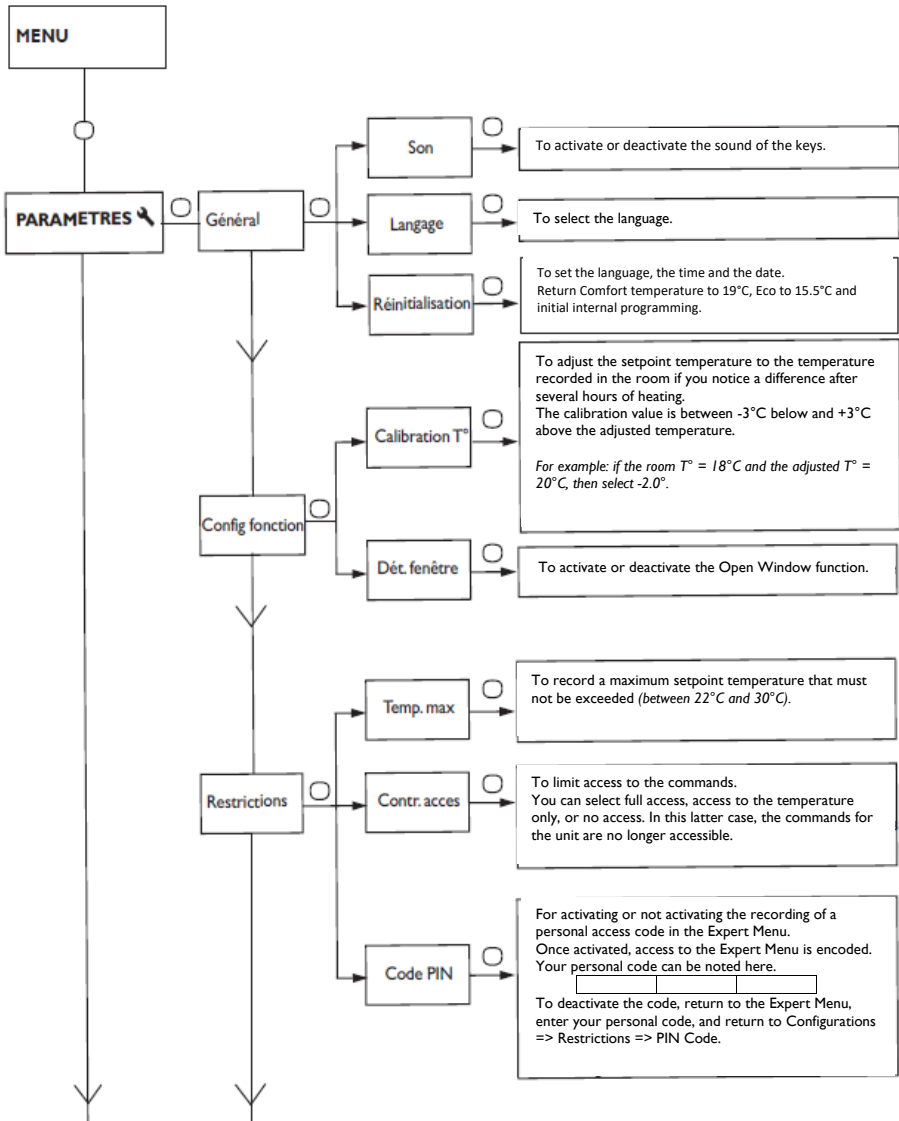 MENU
PARAMETRES
Général
Son
To activate or deactivate the sound of the keys.
Langage
To select the language.
Réinitialisation
To set the language, the time and the date.
Return Comfort temperature to 19°C, Eco to 15.5°C and
initial internal programming.
Config fonction
Calibration T°
To adjust the setpoint temperature to the temperature
recorded in the room if you notice a difference after
several hours of heating.
The calibration value is between -3°C below and +3°C
above the adjusted temperature.
For example: if the room T° = 18°C and the adjusted T° =
20°C, then select -2.0°.
Dét. fenêtre
To activate or deactivate the Open Window function.
Restrictions
Temp. max
To record a maximum setpoint temperature that must
not be exceeded (between 22°C and 30°C).
Contr. acces
To limit access to the commands.
You can select full access, access to the temperature
only, or no access. In this latter case, the commands for
the unit are no longer accessible.
Code PIN
For activating or not activating the recording of a
personal access code in the Expert Menu.
Once activated, access to the Expert Menu is encoded.
Your personal code can be noted here.
To deactivate the code, return to the Expert Menu,
enter your personal code, and return to Configurations
=> Restrictions => PIN Code.